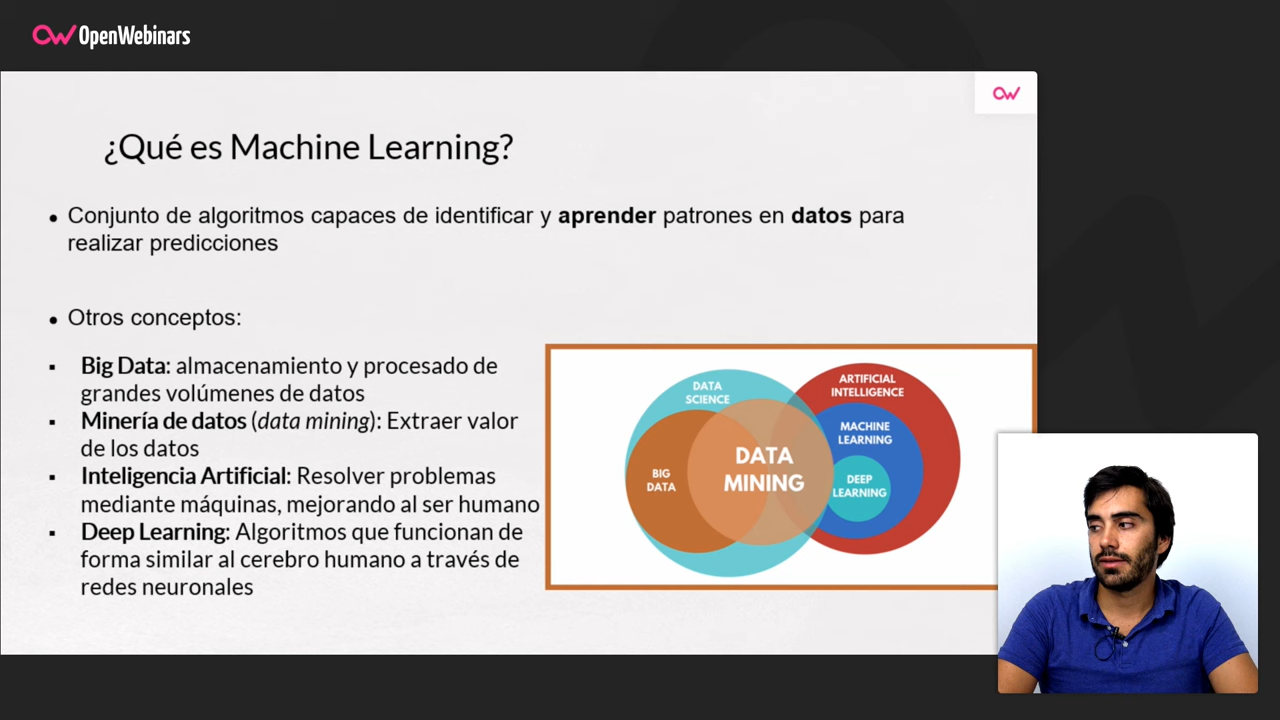 OpenWebinars
¿Qué es Machine Learning?
• Conjunto de algoritmos capaces de identificar y aprender patrones en datos para
realizar predicciones
• Otros conceptos:
▪ Big Data: almacenamiento y procesado de
grandes volúmenes de datos
▪ Minería de datos (data mining): Extraer valor
de los datos
▪ Inteligencia Artificial: Resolver problemas
mediante máquinas, mejorando al ser humano
▪ Deep Learning: Algoritmos que funcionan de
forma similar al cerebro humano a través de
redes neuronales
DATA
SCIENCE
BIG
DATA
DATA
MINING
ARTIFICIAL
INTELLIGENCE
MACHINE
LEARNING
DEEP
LEARNING